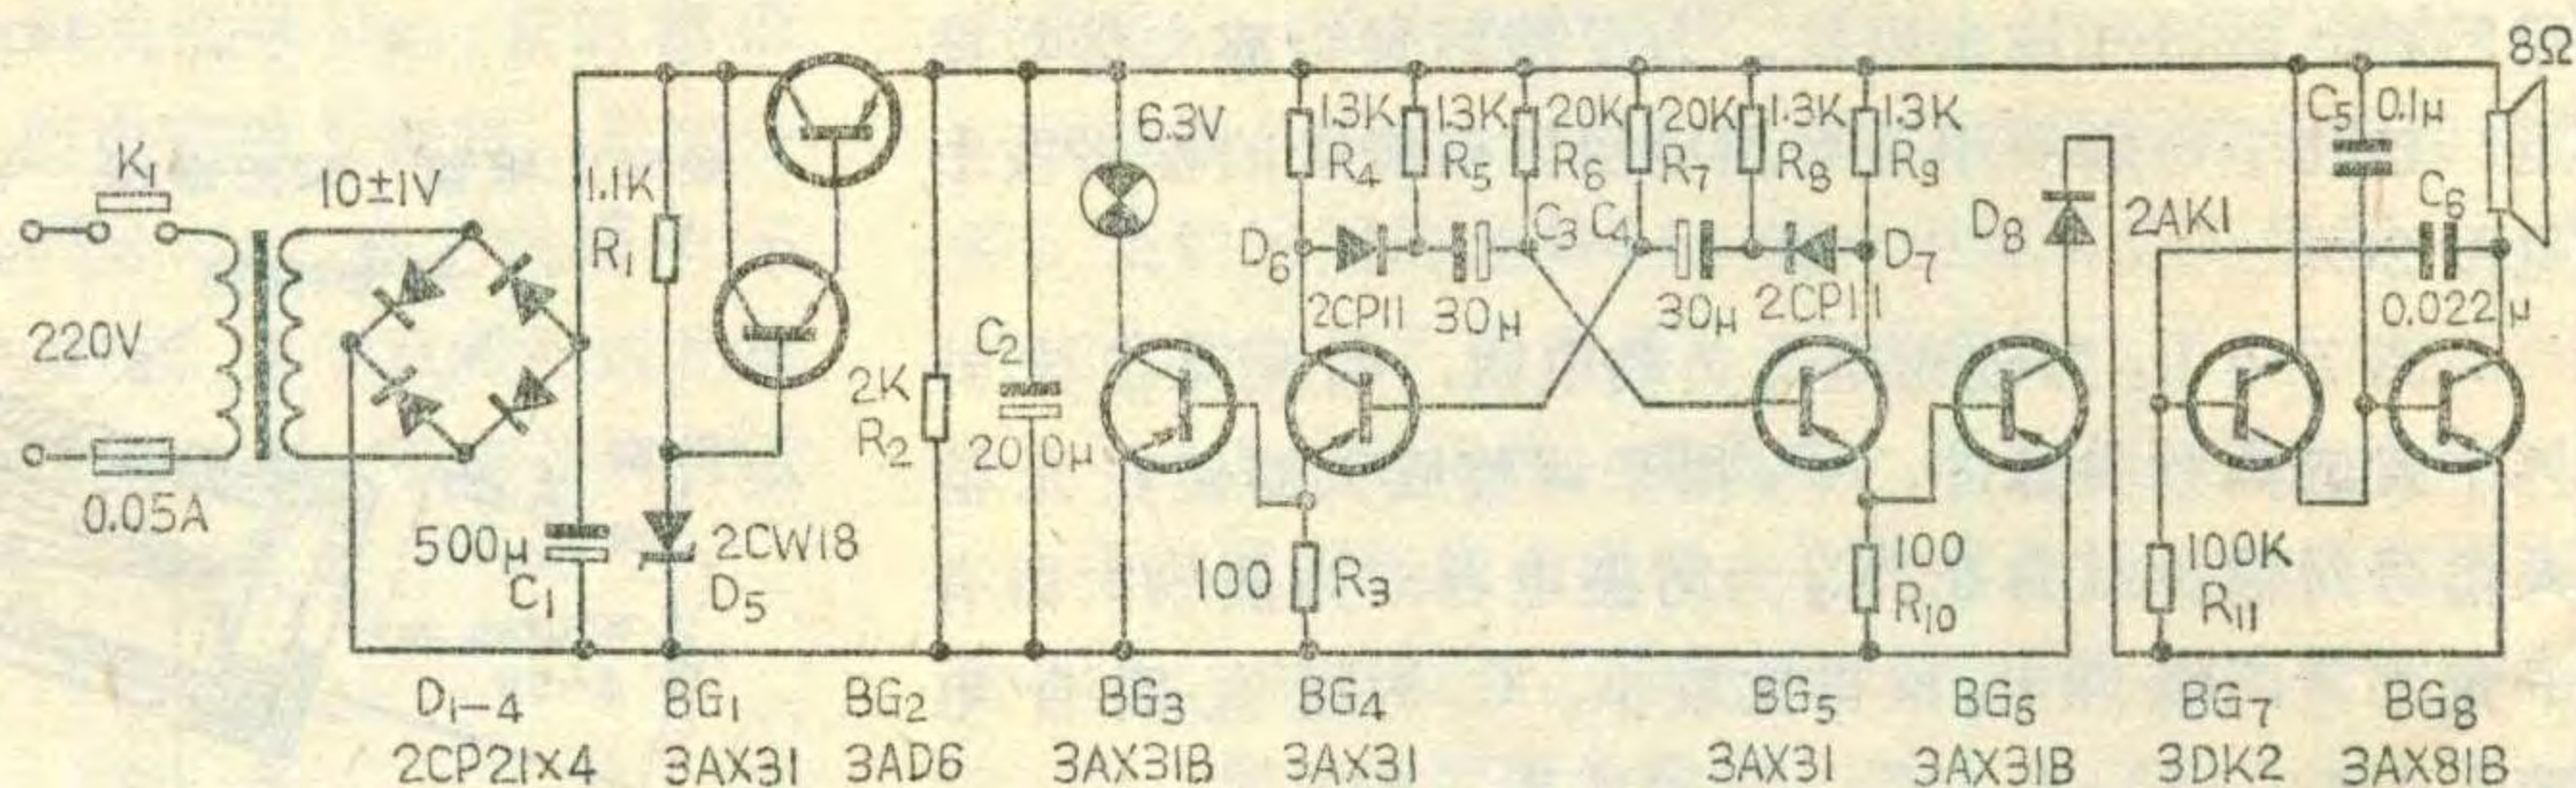 8Ω
6.3V
1.3K
1.3K
20K
20K
1.3K
1.3K
C5 0.1μ
K1
10±1V
1.1K
R4
R5
R6
R7
R8
R9
C6
R1
D6
C3
C4
D7
D8
2AK1
220V
2CP11
30μ
30μ
2CP11
0.022μ
C2
2K
R2
200μ
0.05A
500μ
C1
2CW18
D5
100
R3
100
R10
100K
R11
D1-4
BG1
BG2
BG3
BG4
BG5
BG6
BG7
BG8
2CP21×4
3AX31
3AD6
3AX31B
3AX31
3AX31
3AX31B
3DK2
3AX81B